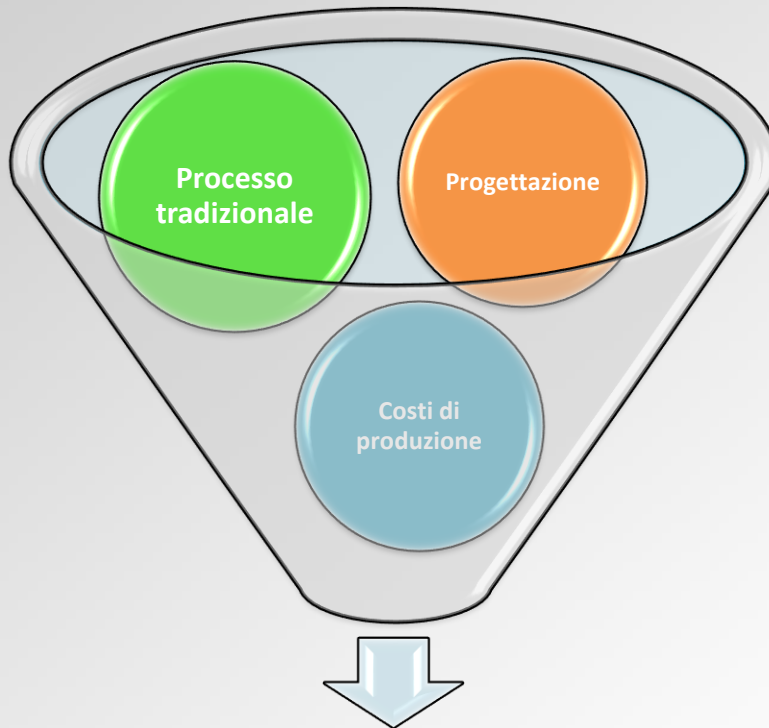 Processo
tradizionale
Progettazione
Costi di
produzione